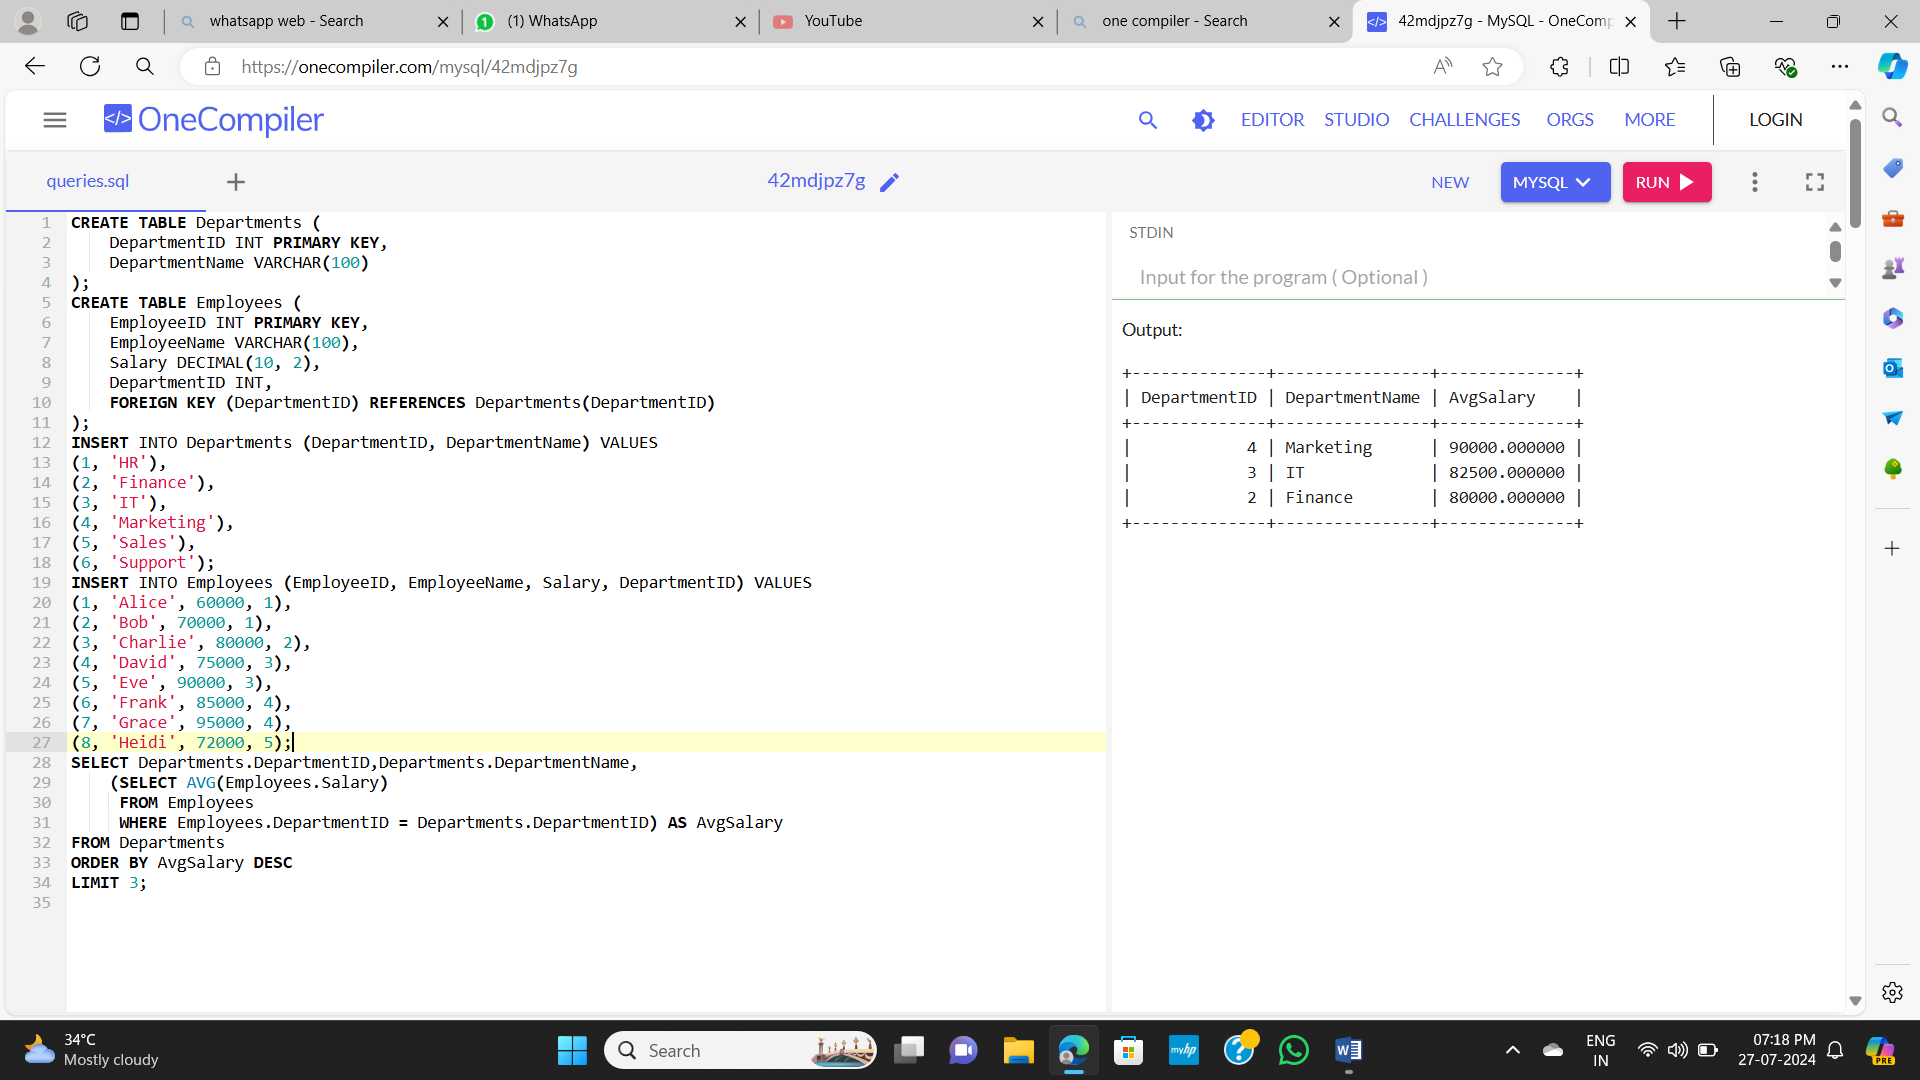 whatsapp web - Search
(1) WhatsApp
YouTube
one compiler - Search
42mdjpz7g - MySQL - OneComp
https://onecompiler.com/mysql/42mdjpz7g
</> OneCompiler
EDITOR STUDIO CHALLENGES ORGS MORE LOGIN
queries.sql
42mdjpz7g
NEW MYSQL RUN
1 CREATE TABLE Departments (
2     DepartmentID INT PRIMARY KEY,
3     DepartmentName VARCHAR(100)
4 );
5 CREATE TABLE Employees (
6     EmployeeID INT PRIMARY KEY,
7     EmployeeName VARCHAR(100),
8     Salary DECIMAL(10, 2),
9     DepartmentID INT,
10     FOREIGN KEY (DepartmentID) REFERENCES Departments(DepartmentID)
11 );
12 INSERT INTO Departments (DepartmentID, DepartmentName) VALUES
13 (1, 'HR'),
14 (2, 'Finance'),
15 (3, 'IT'),
16 (4, 'Marketing'),
17 (5, 'Sales'),
18 (6, 'Support');
19 INSERT INTO Employees (EmployeeID, EmployeeName, Salary, DepartmentID) VALUES
20 (1, 'Alice', 60000, 1),
21 (2, 'Bob', 70000, 1),
22 (3, 'Charlie', 80000, 2),
23 (4, 'David', 75000, 3),
24 (5, 'Eve', 90000, 3),
25 (6, 'Frank', 85000, 4),
26 (7, 'Grace', 95000, 4),
27 (8, 'Heidi', 72000, 5);
28 SELECT Departments.DepartmentID,Departments.DepartmentName,
29     (SELECT AVG(Employees.Salary)
30      FROM Employees
31      WHERE Employees.DepartmentID = Departments.DepartmentID) AS AvgSalary
32 FROM Departments
33 ORDER BY AvgSalary DESC
34 LIMIT 3;
35
STDIN
Input for the program ( Optional )
Output:
+--------------+----------------+--------------+
| DepartmentID | DepartmentName | AvgSalary    |
+--------------+----------------+--------------+
|            4 | Marketing      | 90000.000000 |
|            3 | IT             | 82500.000000 |
|            2 | Finance        | 80000.000000 |
+--------------+----------------+--------------+
34°C
Mostly cloudy
Search
myhp
ENG
IN
07:18 PM
27-07-2024
PRE